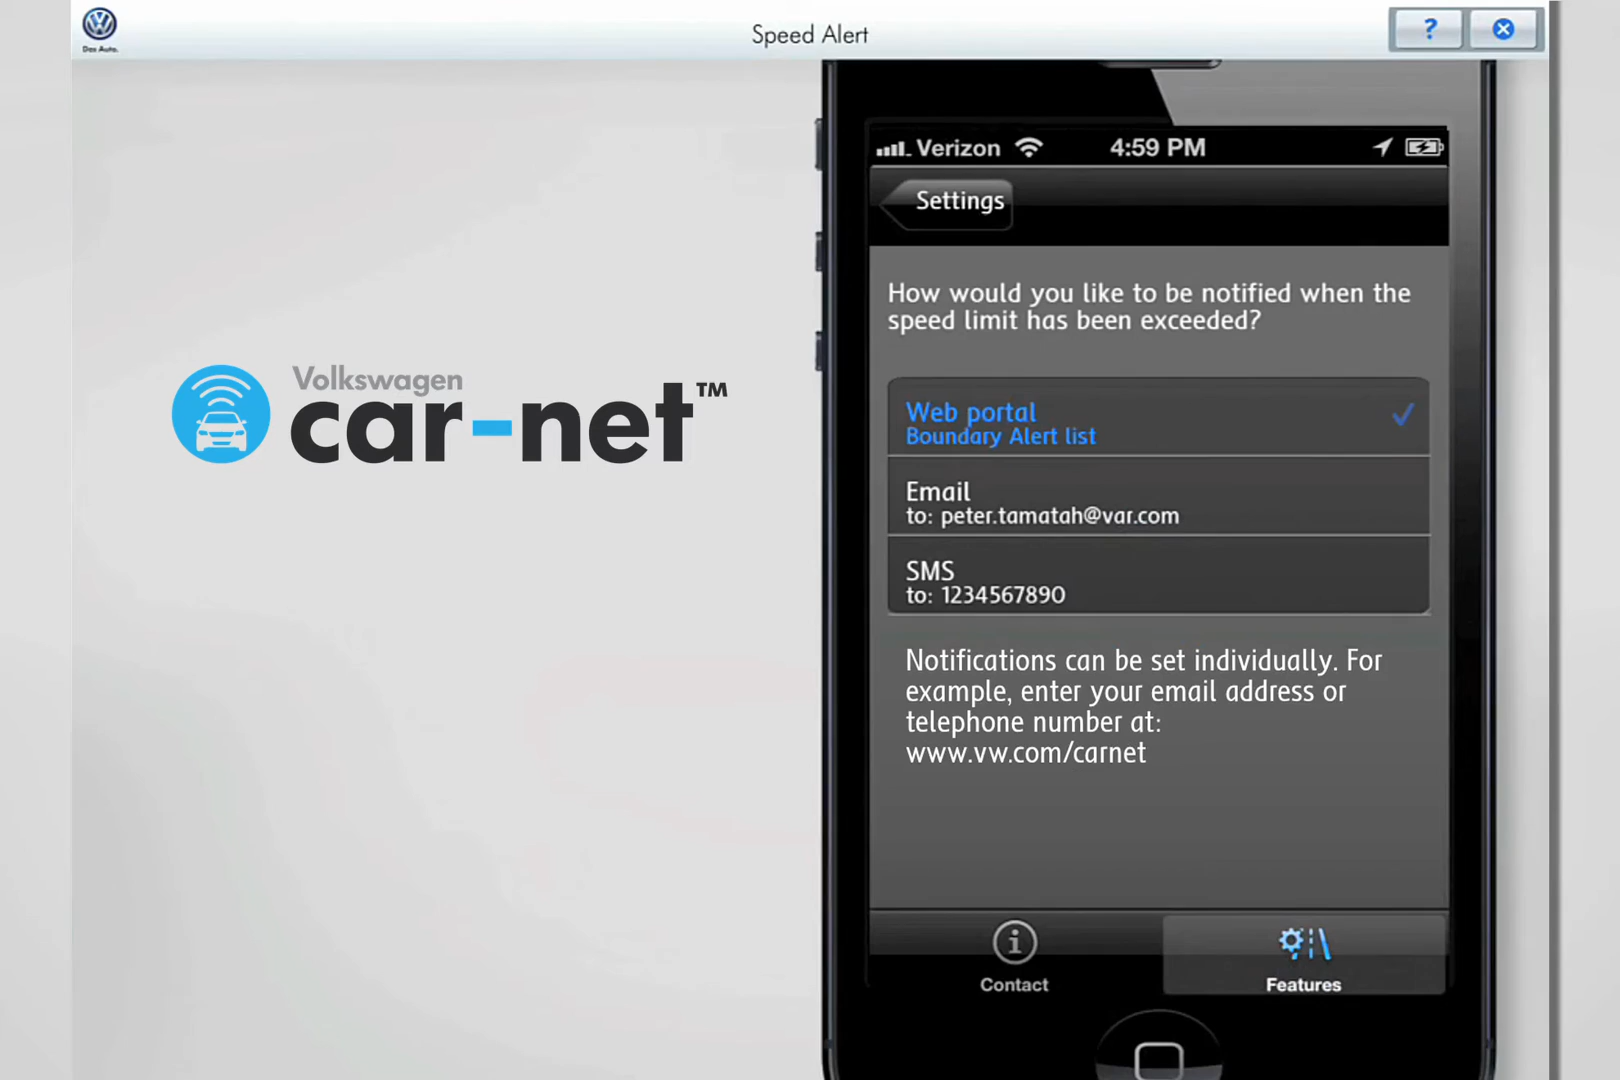 Das Auto.
Speed Alert
?
Volkswagen
car-net™
Verizon
4:59 PM
Settings
How would you like to be notified when the
speed limit has been exceeded?
Web portal
Boundary Alert list
Email
to: peter.tamatah@var.com
SMS
to: 1234567890
Notifications can be set individually. For
example, enter your email address or
telephone number at:
www.vw.com/carnet
Contact
Features